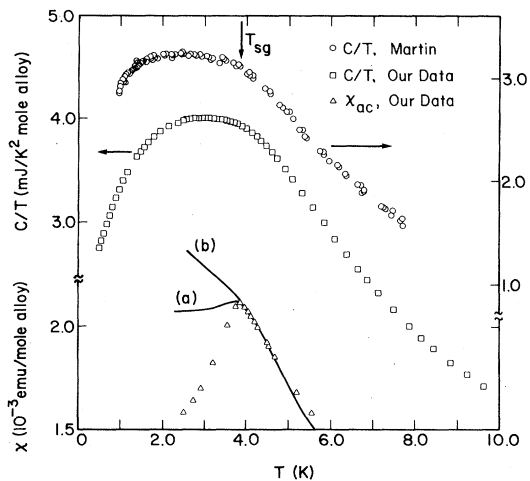 5.0
T_sg
○ C/T, Martin
□ C/T, Our Data
△ χ_ac, Our Data
3.0
4.0
2.0
3.0
(b)
(a)
1.0
2.0
1.5
0
2.0
4.0
6.0
8.0
10.0
T (K)
C/T (mJ/K² mole alloy)
χ (10⁻³ emu/mole alloy)